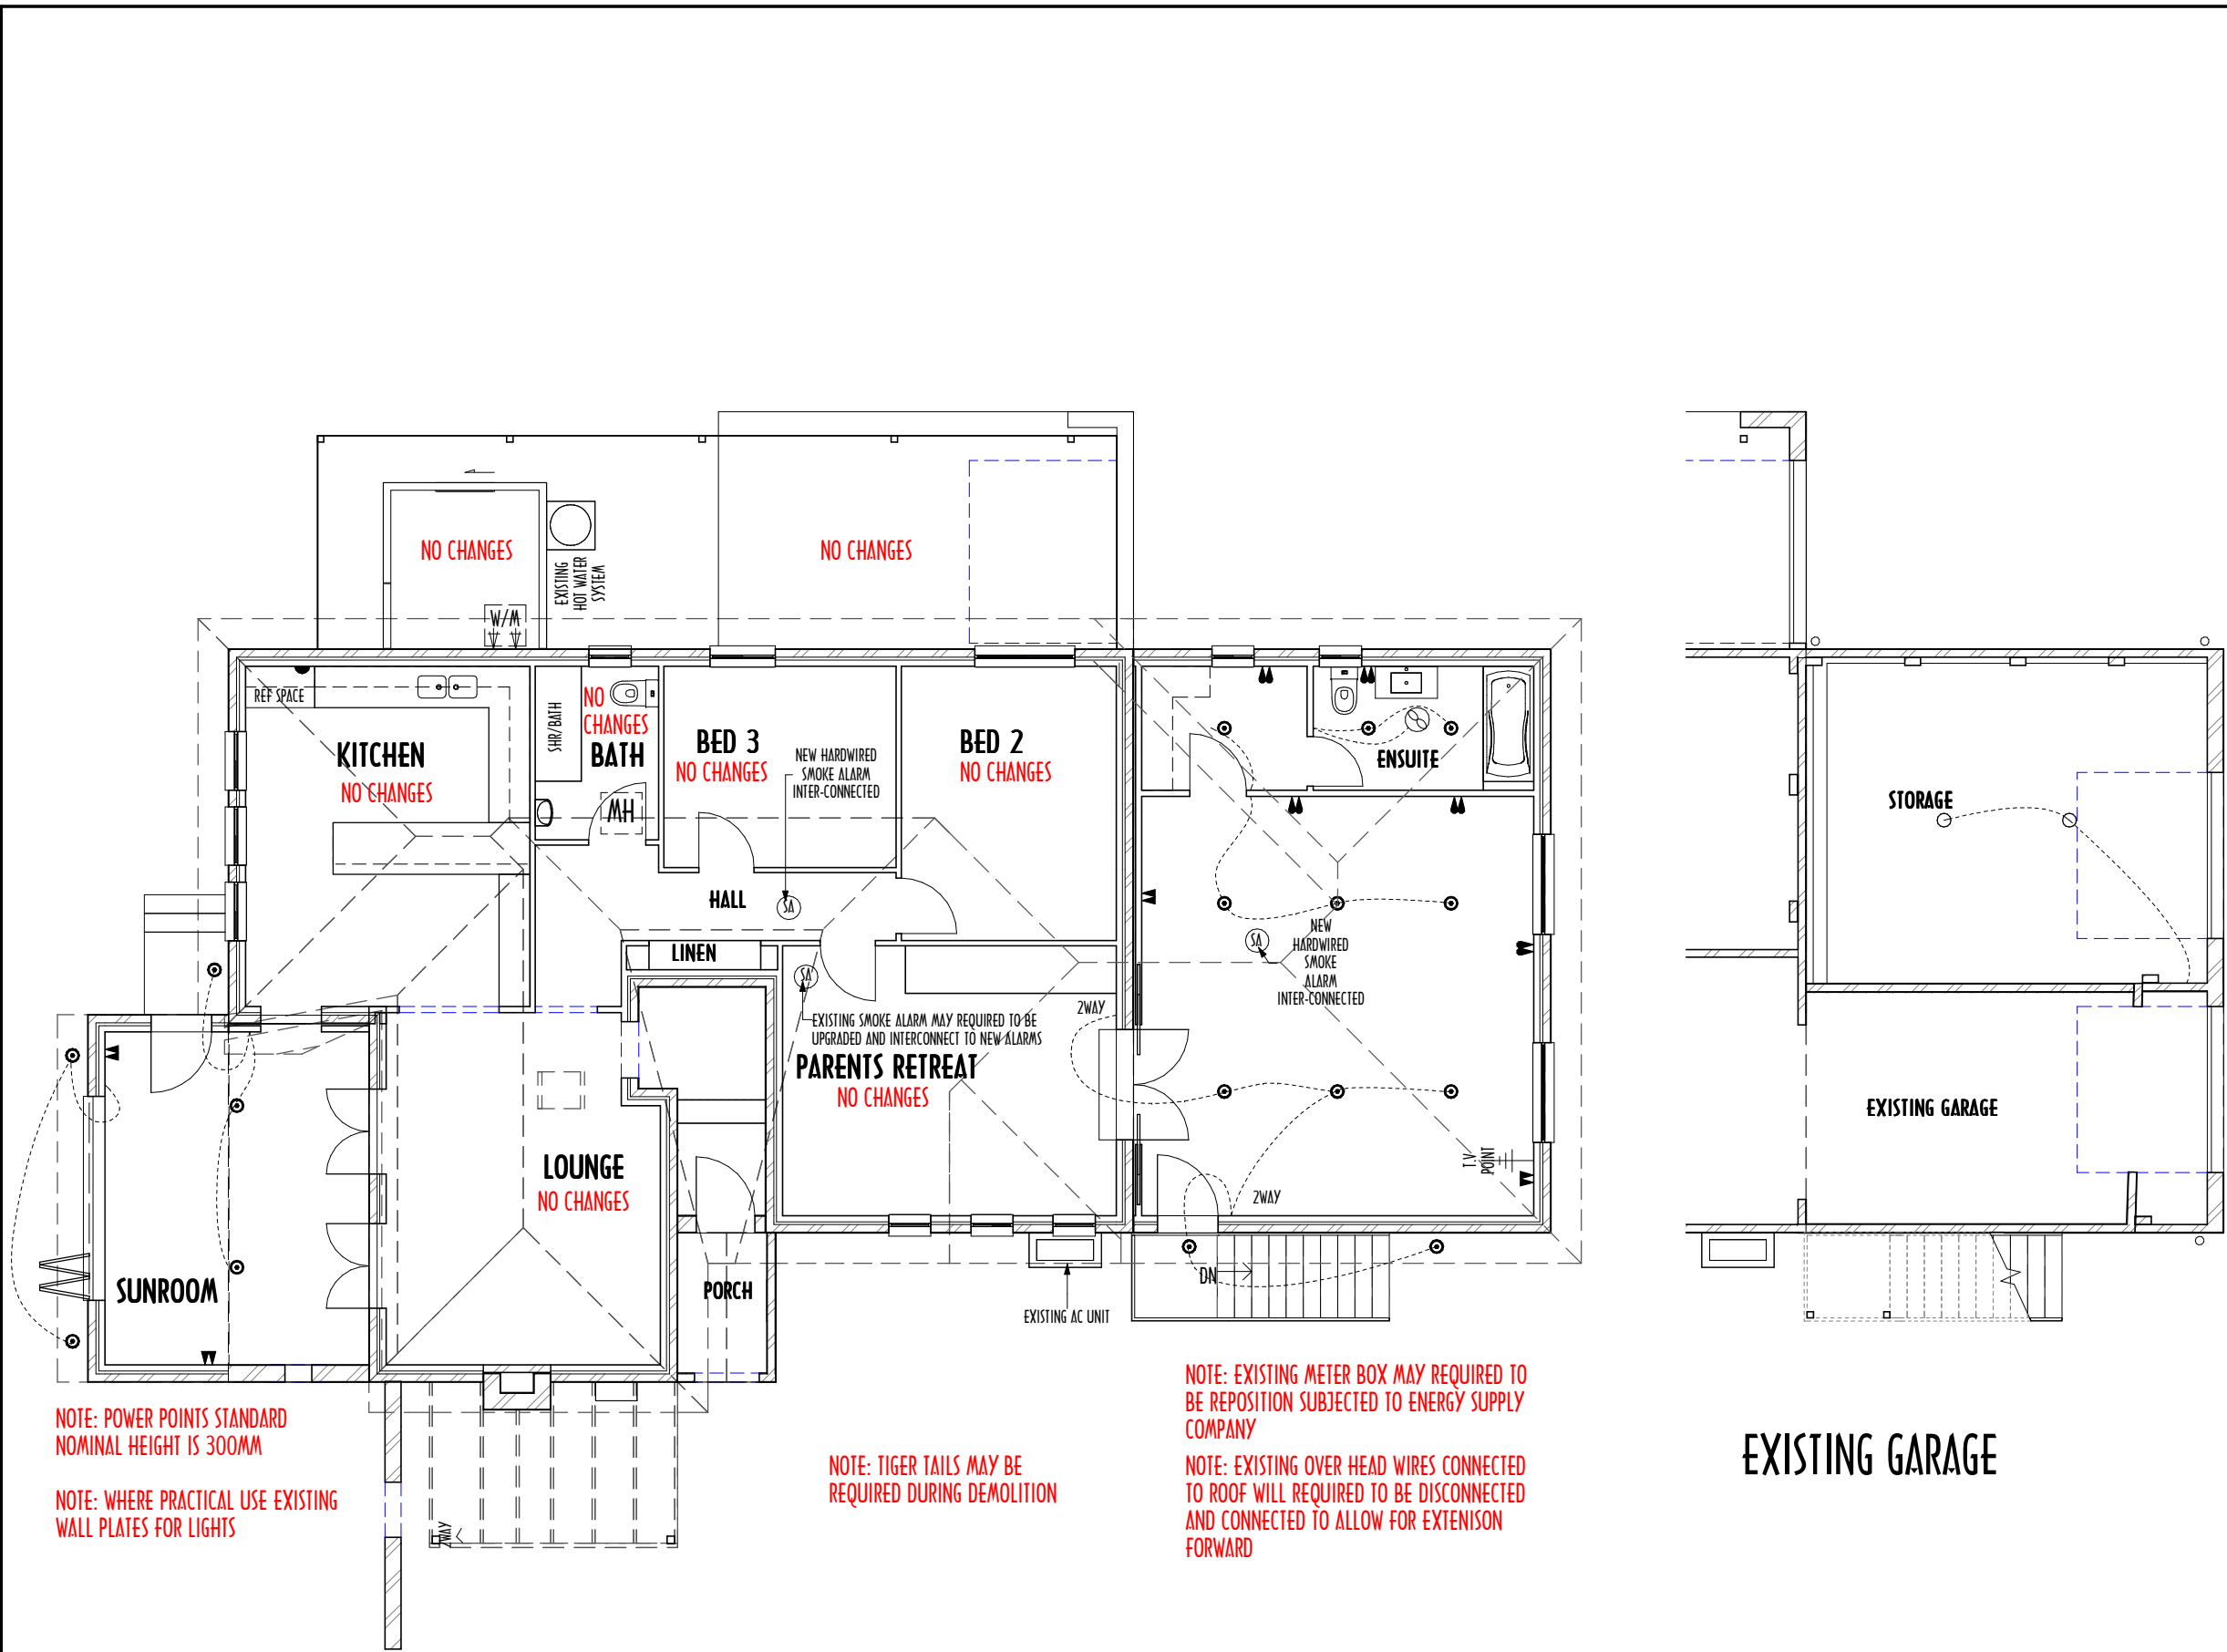 NO CHANGES
NO CHANGES
EXISTING
HOT WATER
SYSTEM
W/M
REF SPACE
KITCHEN
NO CHANGES
SHR/BATH
NO
CHANGES
BATH
MH
BED 3
NO CHANGES
NEW HARDWIRED
SMOKE ALARM
INTER-CONNECTED
BED 2
NO CHANGES
ENSUITE
STORAGE
HALL
SA
LINEN
SA
EXISTING SMOKE ALARM MAY REQUIRED TO BE
UPGRADED AND INTERCONNECT TO NEW ALARMS
PARENTS RETREAT
NO CHANGES
2WAY
SA
NEW
HARDWIRED
SMOKE
ALARM
INTER-CONNECTED
EXISTING GARAGE
LOUNGE
NO CHANGES
T.V.
POINT
2WAY
SUNROOM
PORCH
DN
EXISTING AC UNIT
NOTE: POWER POINTS STANDARD
NOMINAL HEIGHT IS 300MM
NOTE: WHERE PRACTICAL USE EXISTING
WALL PLATES FOR LIGHTS
2WAY
NOTE: TIGER TAILS MAY BE
REQUIRED DURING DEMOLITION
NOTE: EXISTING METER BOX MAY REQUIRED TO
BE REPOSITION SUBJECTED TO ENERGY SUPPLY
COMPANY
NOTE: EXISTING OVER HEAD WIRES CONNECTED
TO ROOF WILL REQUIRED TO BE DISCONNECTED
AND CONNECTED TO ALLOW FOR EXTENISON
FORWARD
EXISTING GARAGE